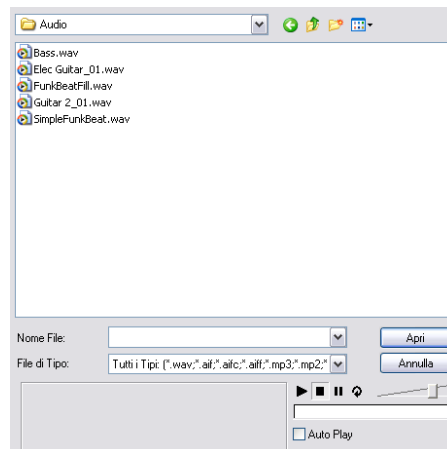 Audio
Bass.wav
Elec Guitar_01.wav
FunkBeatFill.wav
Guitar 2_01.wav
SimpleFunkBeat.wav
Nome File:
Apri
File di Tipo:
Tutti i Tipi: (*.wav;*.aif;*.aifc;*.aiff;*.mp3;*.mp2;*
Annulla
Auto Play